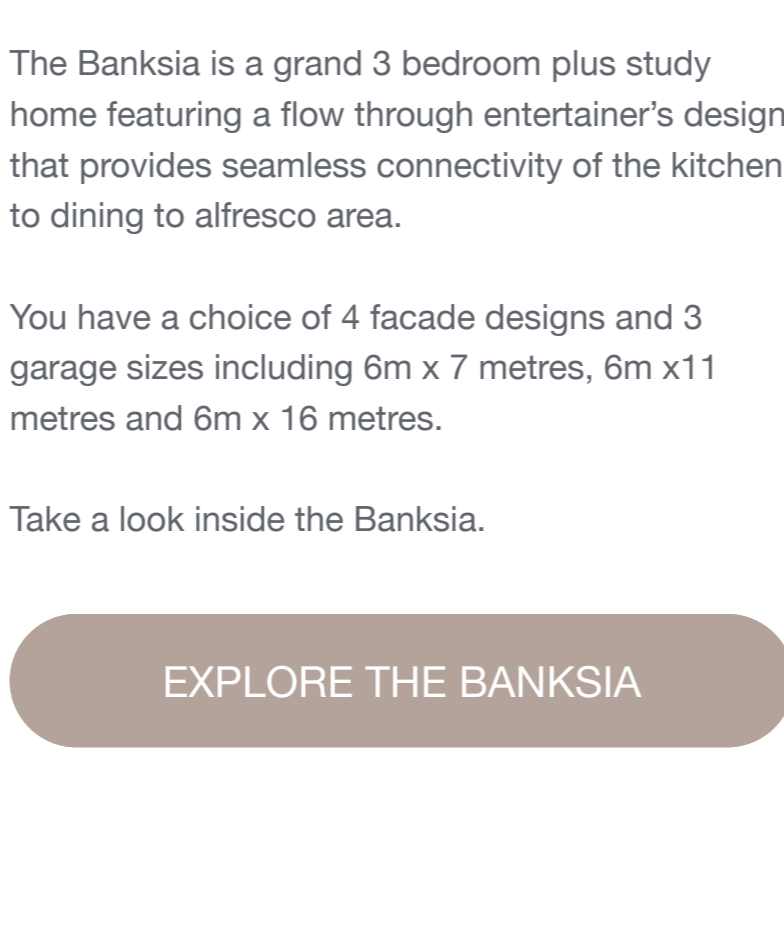 The Banksia is a grand 3 bedroom plus study
home featuring a flow through entertainer’s design
that provides seamless connectivity of the kitchen
to dining to alfresco area.
You have a choice of 4 facade designs and 3
garage sizes including 6m x 7 metres, 6m x11
metres and 6m x 16 metres.
Take a look inside the Banksia.
EXPLORE THE BANKSIA